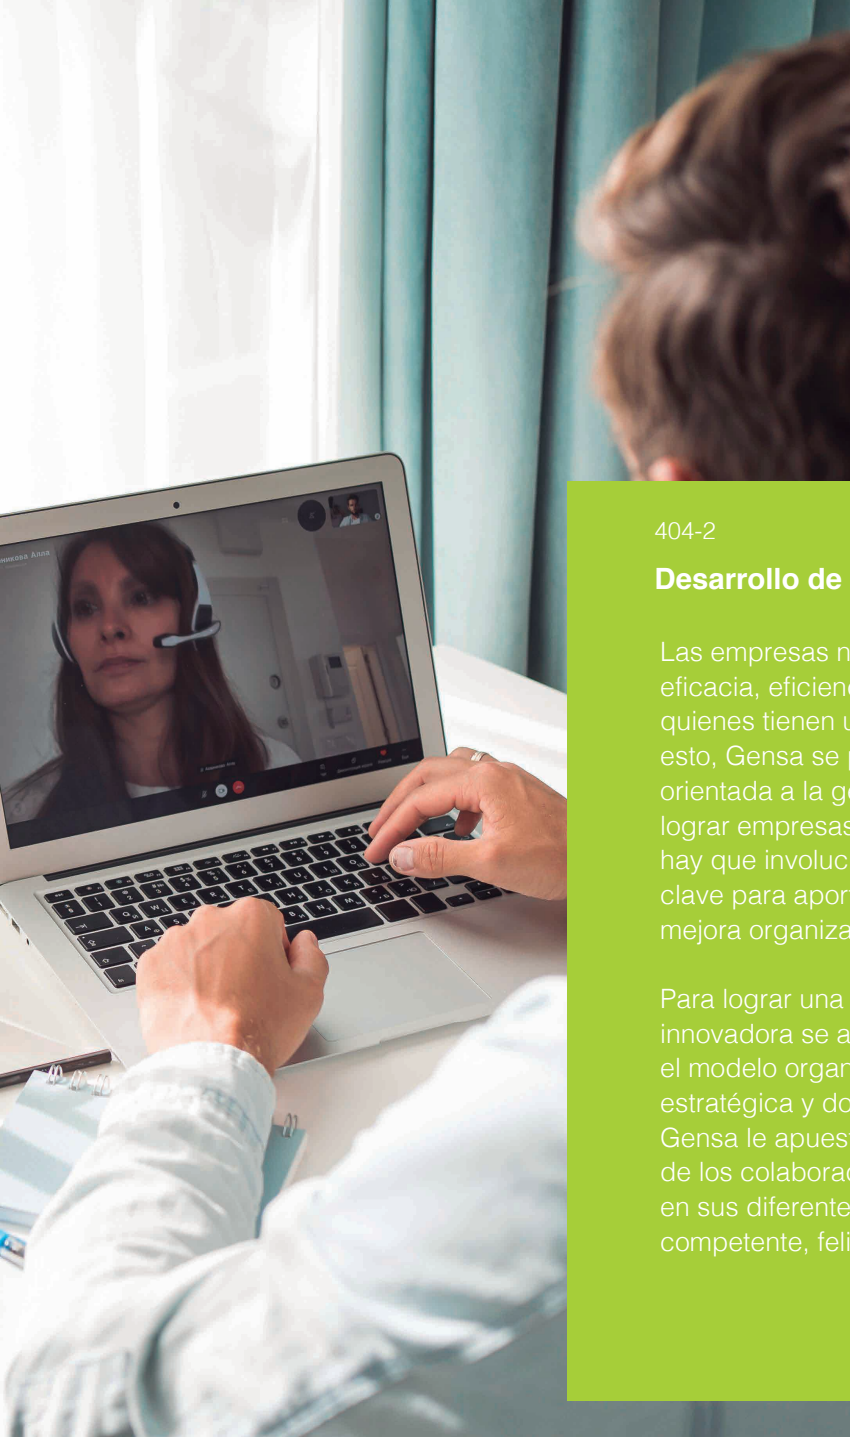 404-2
Desarrollo de
Las empresas n
eficacia, eficien
quienes tienen u
esto, Gensa se p
orientada a la g
lograr empresas
hay que involuc
clave para apor
mejora organiza
Para lograr una
innovadora se a
el modelo organ
estratégica y do
Gensa le apues
de los colaborad
en sus diferente
competente, feli